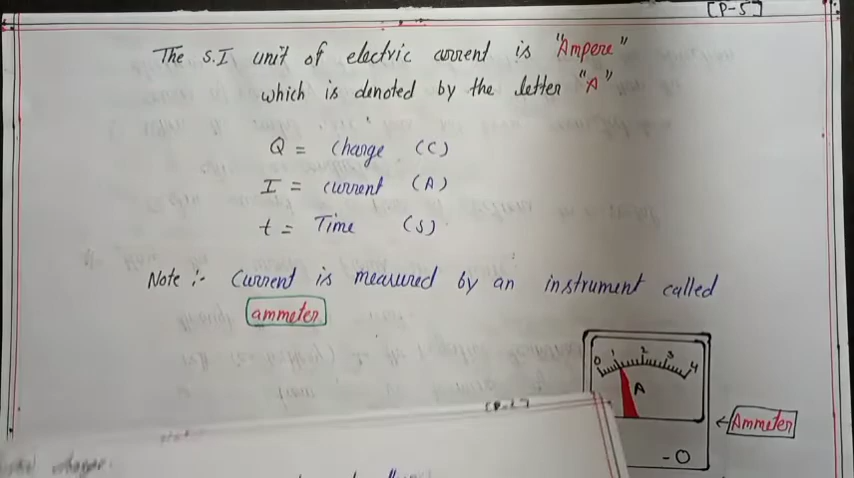 [P-5]
The S.I unit of electric current is "Ampere"
which is denoted by the letter "A"
Q = Charge (C)
I = current (A)
t = Time (S)
Note :- Current is measured by an instrument called
ammeter
0 1 2 3 4
A
← Ammeter
-0